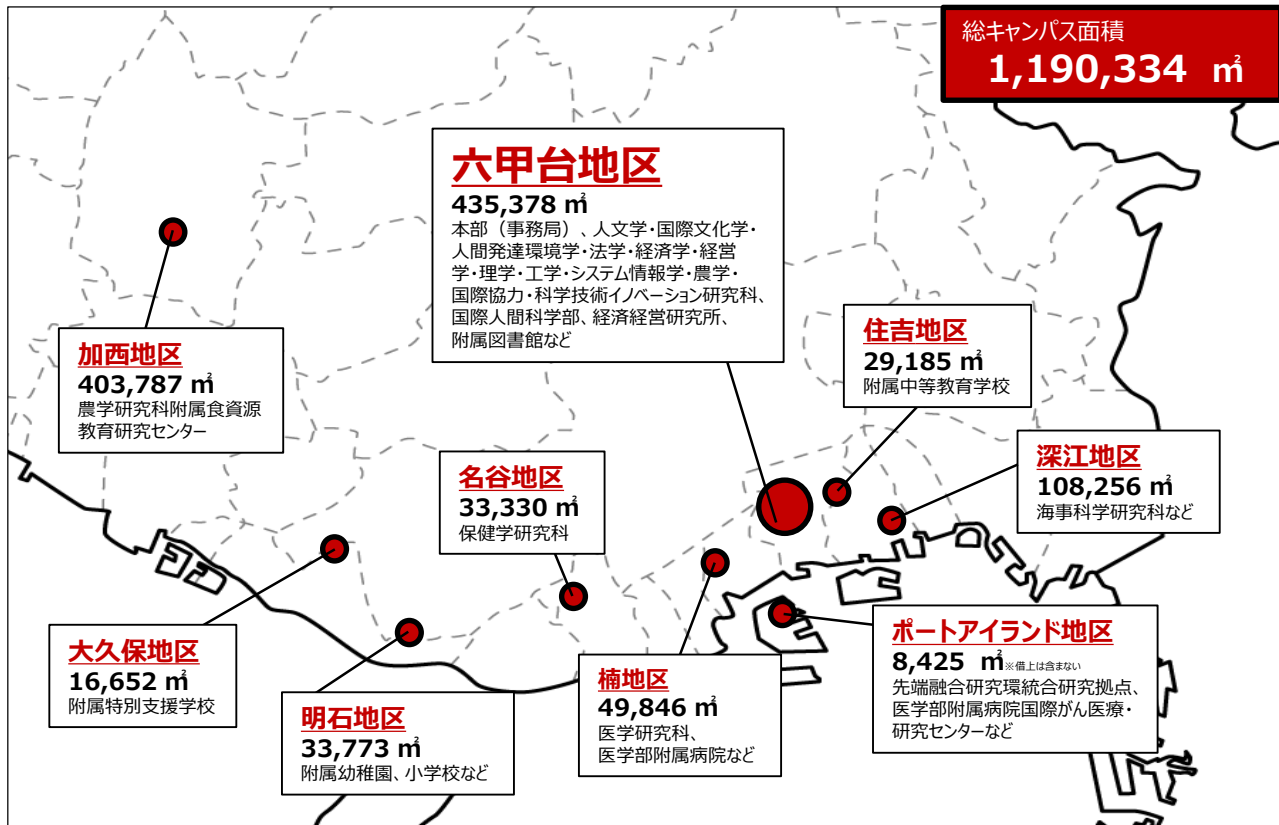 総キャンパス面積
1,190,334 ㎡
六甲台地区
435,378 ㎡
本部（事務局）、人文学・国際文化学・
人間発達環境学・法学・経済学・経営
学・理学・工学・システム情報学・農学・
国際協力・科学技術イノベーション研究科、
国際人間科学部、経済経営研究所、
附属図書館など
加西地区
403,787 ㎡
農学研究科附属食資源
教育研究センター
住吉地区
29,185 ㎡
附属中等教育学校
深江地区
108,256 ㎡
海事科学研究科など
名谷地区
33,330 ㎡
保健学研究科
大久保地区
16,652 ㎡
附属特別支援学校
明石地区
33,773 ㎡
附属幼稚園、小学校など
楠地区
49,846 ㎡
医学研究科、
医学部附属病院など
ポートアイランド地区
8,425 ㎡※借上は含まない
先端融合研究環統合研究拠点、
医学部附属病院国際がん医療・
研究センターなど